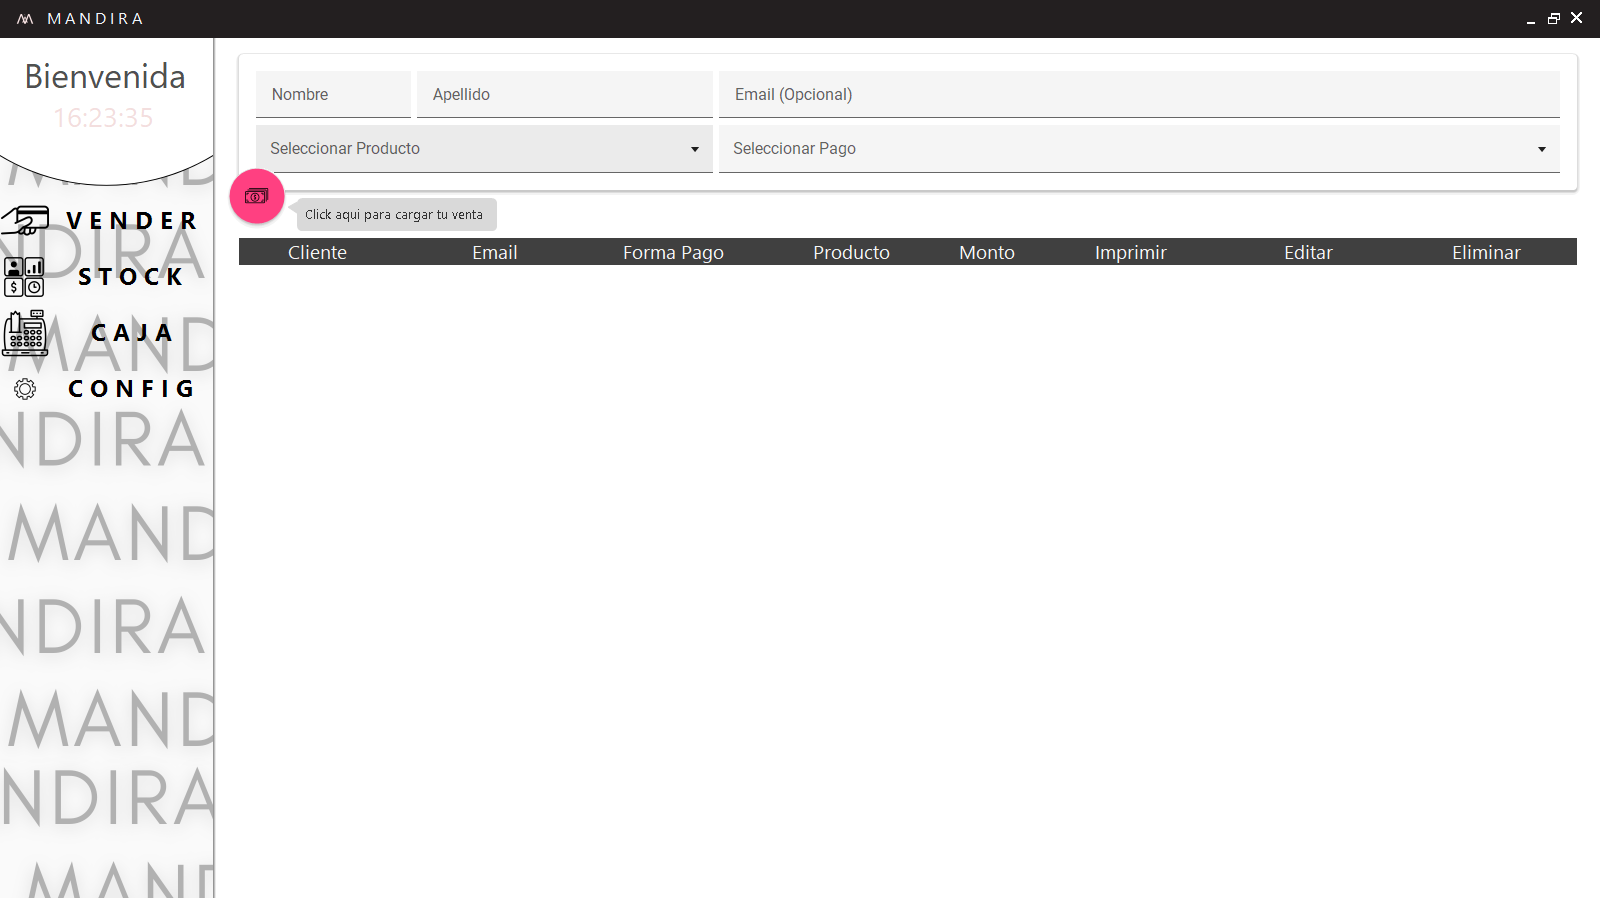 MANDIRA
Bienvenida
16:23:35
VENDER
STOCK
CAJA
CONFIG
Nombre
Apellido
Email (Opcional)
Seleccionar Producto
Seleccionar Pago
Click aqui para cargar tu venta
Cliente Email Forma Pago Producto Monto Imprimir Editar Eliminar
NDIRA
MAND
NDIRA
MAND
NDIRA
MAND
NDIRA
MANI